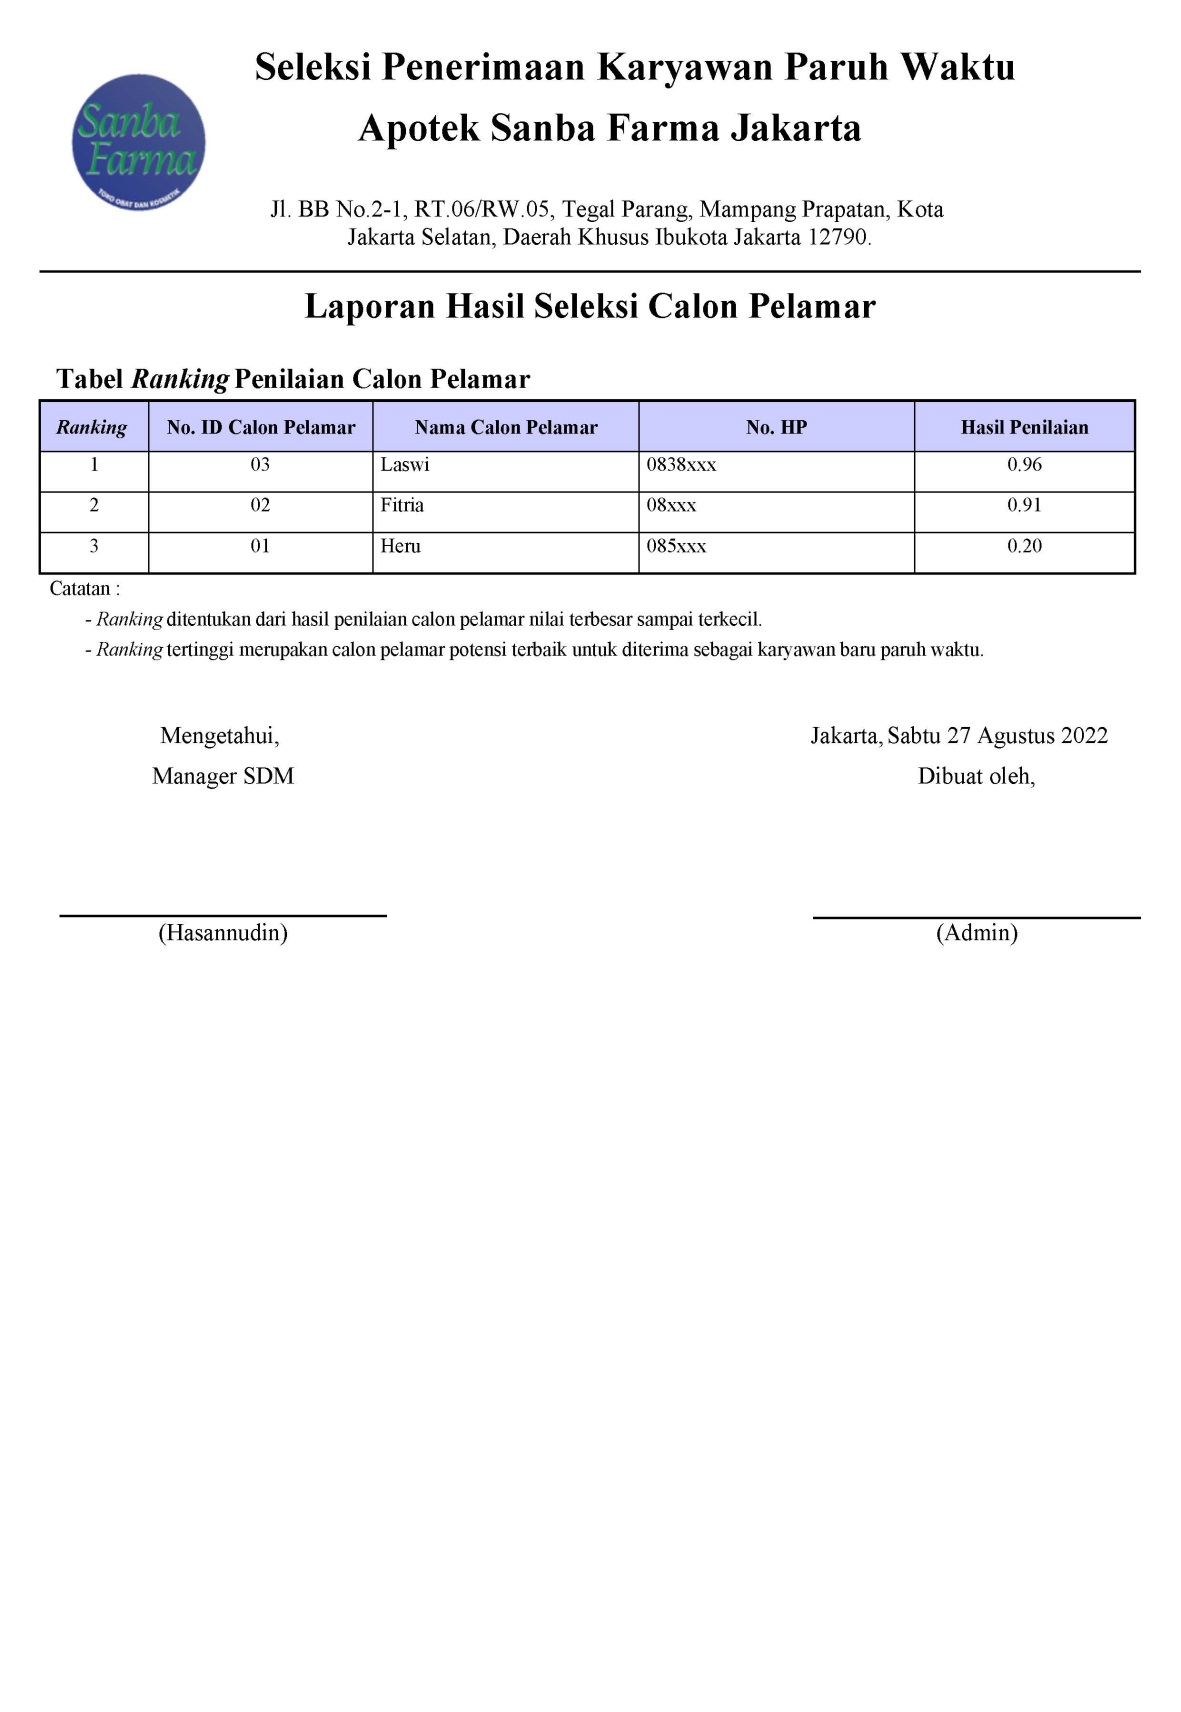 Seleksi Penerimaan Karyawan Paruh Waktu
Apotek Sanba Farma Jakarta
Sanba
Farma
TOKO OBAT DAN KOSMETIK
Jl. BB No.2-1, RT.06/RW.05, Tegal Parang, Mampang Prapatan, Kota
Jakarta Selatan, Daerah Khusus Ibukota Jakarta 12790.
Laporan Hasil Seleksi Calon Pelamar
Tabel Ranking Penilaian Calon Pelamar
Ranking No. ID Calon Pelamar Nama Calon Pelamar No. HP Hasil Penilaian
1 03 Laswi 0838xxx 0.96
2 02 Fitria 08xxx 0.91
3 01 Heru 085xxx 0.20
Catatan :
- Ranking ditentukan dari hasil penilaian calon pelamar nilai terbesar sampai terkecil.
- Ranking tertinggi merupakan calon pelamar potensi terbaik untuk diterima sebagai karyawan baru paruh waktu.
Mengetahui, Jakarta, Sabtu 27 Agustus 2022
Manager SDM Dibuat oleh,
(Hasannudin) (Admin)